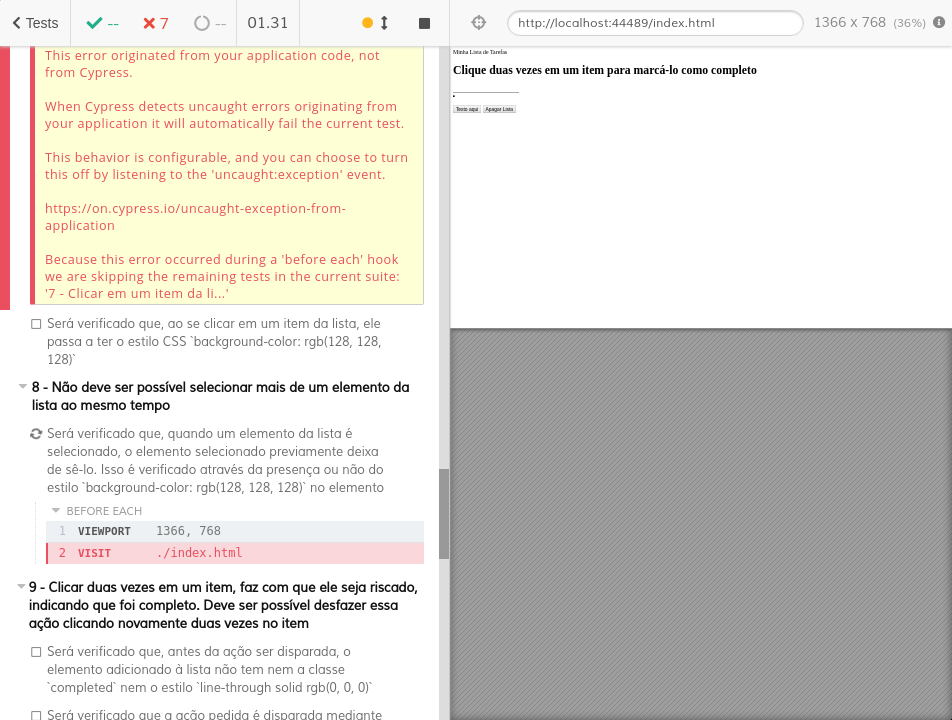 Tests
--
7
--
01.31
http://localhost:44489/index.html
1366 x 768 (36%)
This error originated from your application code, not
from Cypress.
When Cypress detects uncaught errors originating from
your application it will automatically fail the current test.
This behavior is configurable, and you can choose to turn
this off by listening to the 'uncaught:exception' event.
https://on.cypress.io/uncaught-exception-from-
application
Because this error occurred during a 'before each' hook
we are skipping the remaining tests in the current suite:
'7 - Clicar em um item da li...'
Será verificado que, ao se clicar em um item da lista, ele
passa a ter o estilo CSS `background-color: rgb(128, 128,
128)`
8 - Não deve ser possível selecionar mais de um elemento da
lista ao mesmo tempo
Será verificado que, quando um elemento da lista é
selecionado, o elemento selecionado previamente deixa
de sê-lo. Isso é verificado através da presença ou não do
estilo `background-color: rgb(128, 128, 128)` no elemento
BEFORE EACH
1 VIEWPORT 1366, 768
2 VISIT ./index.html
9 - Clicar duas vezes em um item, faz com que ele seja riscado,
indicando que foi completo. Deve ser possível desfazer essa
ação clicando novamente duas vezes no item
Será verificado que, antes da ação ser disparada, o
elemento adicionado à lista não tem nem a classe
`completed` nem o estilo `line-through solid rgb(0, 0, 0)`
Será verificado que a ação pedida é disparada mediante
Minha Lista de Tarefas
Clique duas vezes em um item para marcá-lo como completo
Texto aqui Apagar Lista